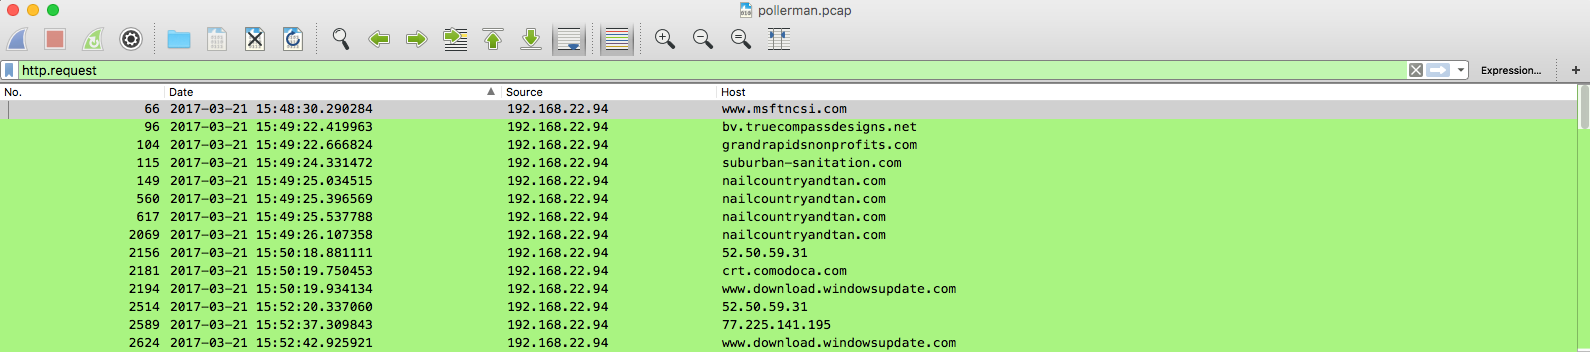 pollerman.pcap
http.request
Expression...
+
No. Date Source Host
66 2017-03-21 15:48:30.290284 192.168.22.94 www.msftncsi.com
96 2017-03-21 15:49:22.419963 192.168.22.94 bv.truecompassdesigns.net
104 2017-03-21 15:49:22.666824 192.168.22.94 grandrapidsnonprofits.com
115 2017-03-21 15:49:24.331472 192.168.22.94 suburban-sanitation.com
149 2017-03-21 15:49:25.034515 192.168.22.94 nailcountryandtan.com
560 2017-03-21 15:49:25.396569 192.168.22.94 nailcountryandtan.com
617 2017-03-21 15:49:25.537788 192.168.22.94 nailcountryandtan.com
2069 2017-03-21 15:49:26.107358 192.168.22.94 nailcountryandtan.com
2156 2017-03-21 15:50:18.881111 192.168.22.94 52.50.59.31
2181 2017-03-21 15:50:19.750453 192.168.22.94 crt.comodoca.com
2194 2017-03-21 15:50:19.934134 192.168.22.94 www.download.windowsupdate.com
2514 2017-03-21 15:52:20.337060 192.168.22.94 52.50.59.31
2589 2017-03-21 15:52:37.309843 192.168.22.94 77.225.141.195
2624 2017-03-21 15:52:42.925921 192.168.22.94 www.download.windowsupdate.com